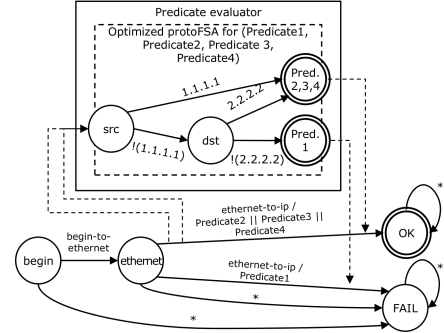 Predicate evaluator
Optimized protoFSA for (Predicate1,
Predicate2, Predicate 3,
Predicate4)
1.1.1.1
Pred.
2,3,4
2.2.2.2
src
dst
Pred.
1
!(1.1.1.1)
!(2.2.2.2)
*
ethernet-to-ip /
Predicate2 || Predicate3 ||
Predicate4
OK
begin-to-
ethernet
begin
ethernet
ethernet-to-ip /
Predicate1
*
*
FAIL
*